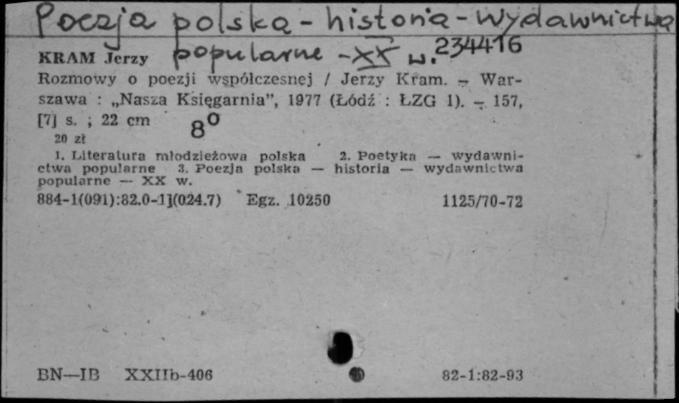 Poezja polska - historia - wydawnictwa
popularne - XX w. 234416
KRAM Jerzy
Rozmowy o poezji współczesnej / Jerzy Kram. — War-
szawa : „Nasza Księgarnia”, 1977 (Łódź : ŁZG 1). — 157,
[7] s. ; 22 cm 8°
20 zł
1. Literatura młodzieżowa polska 2. Poetyka — wydawni-
ctwa popularne 3. Poezja polska — historia — wydawnictwa
popularne — XX w.
884-1(091):82.0-1](024.7) Egz. 10250 1125/70-72
BN—IB XXIIb-406 82-1:82-93